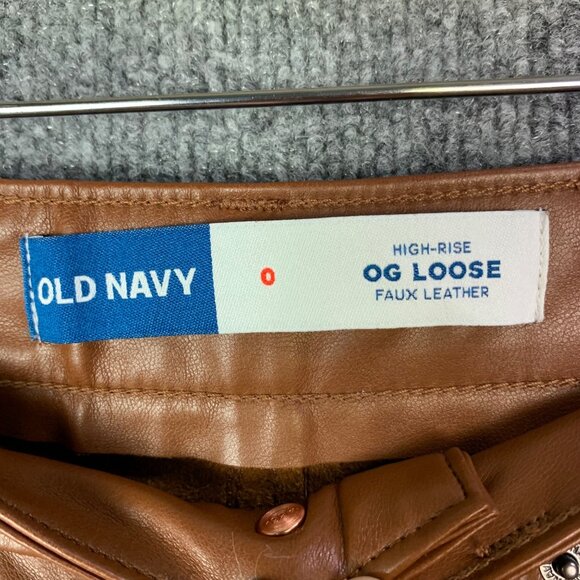 OLD NAVY
0
HIGH-RISE
OG LOOSE
FAUX LEATHER